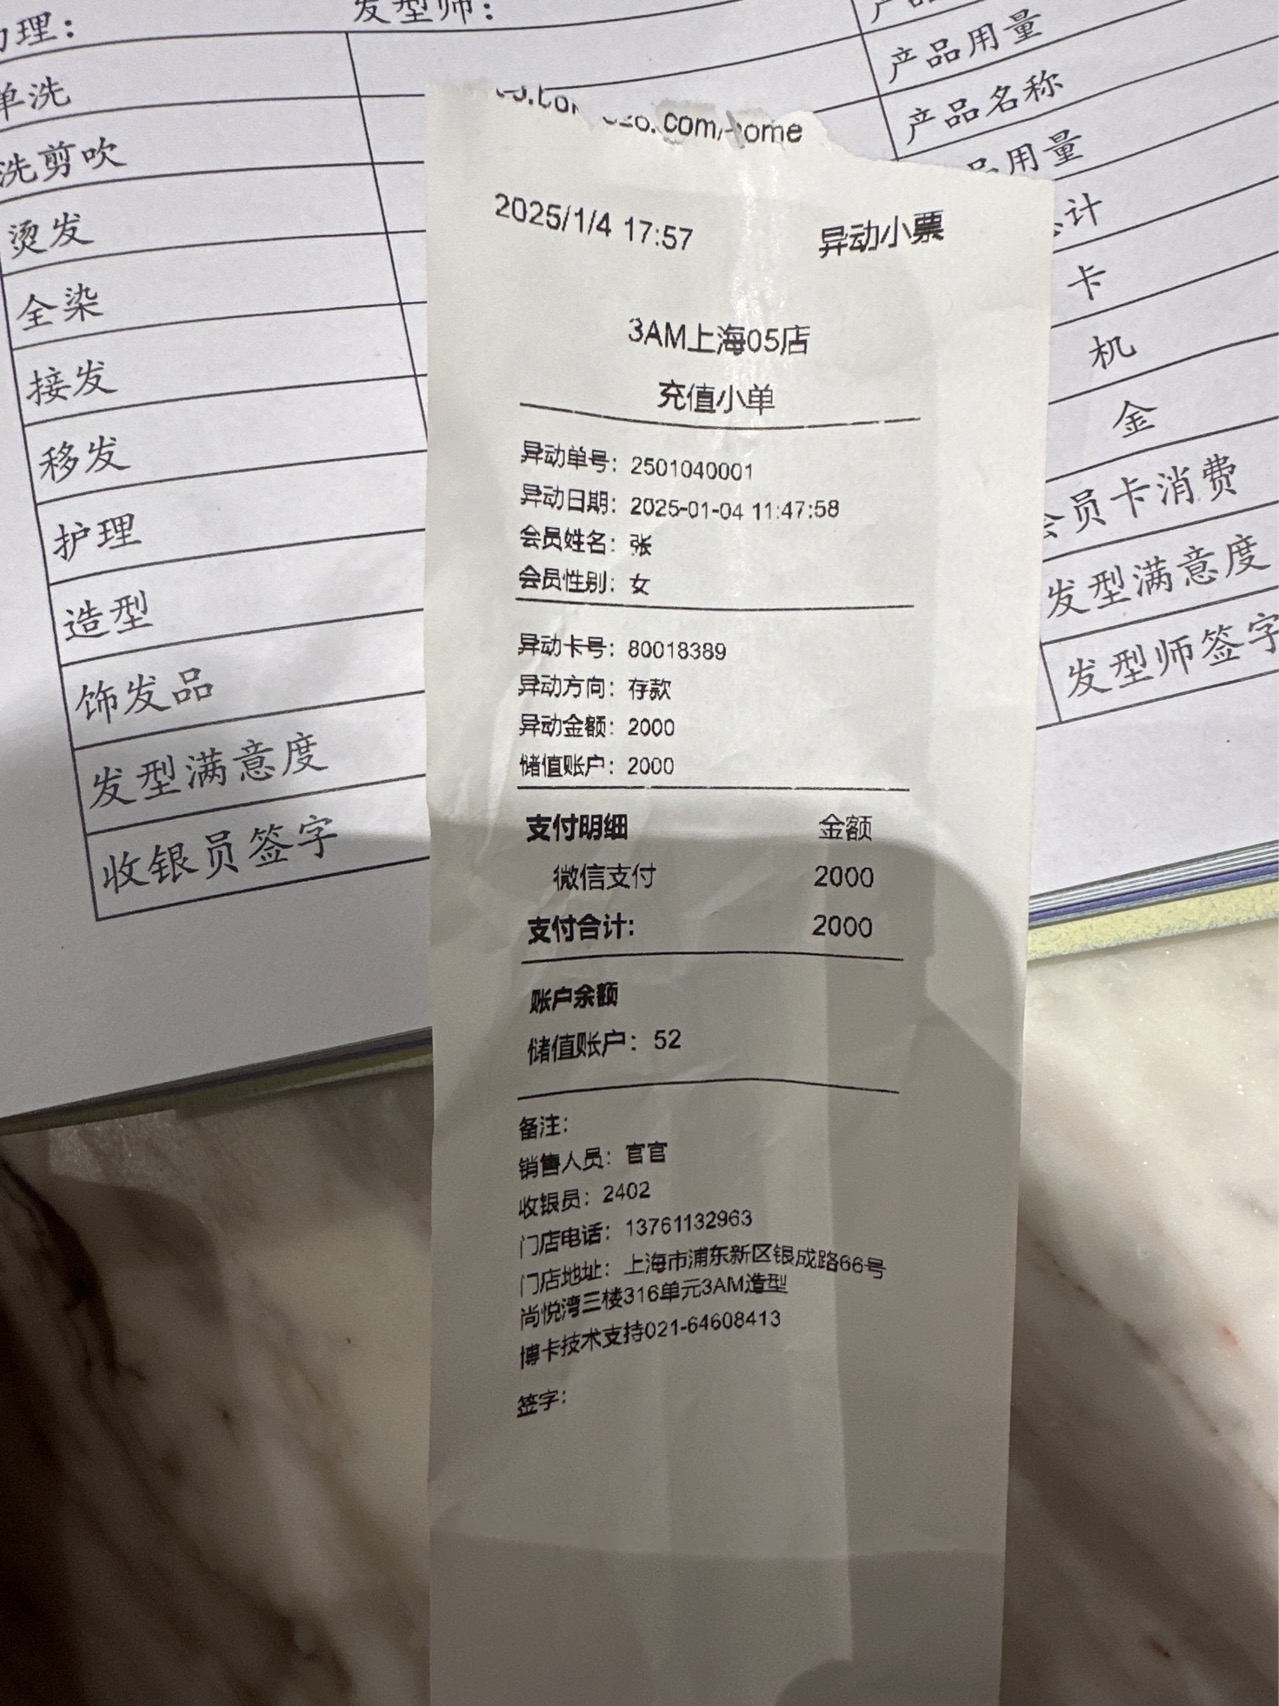 发型师：
单洗
洗剪吹
烫发
全染
接发
移发
护理
造型
饰发品
发型满意度
收银员签字
产品用量
产品名称
用量
计
卡
机
金
会员卡消费
发型满意度
发型师签字
2025/1/4 17:57 异动小票
3AM上海05店
充值小单
异动单号：2501040001
异动日期：2025-01-04 11:47:58
会员姓名：张
会员性别：女
异动卡号：80018389
异动方向：存款
异动金额：2000
储值账户：2000
支付明细 金额
微信支付 2000
支付合计: 2000
账户余额
储值账户：52
备注:
销售人员：官官
收银员：2402
门店电话：13761132963
门店地址：上海市浦东新区银成路66号
尚悦湾三楼316单元3AM造型
博卡技术支持021-64608413
签字: